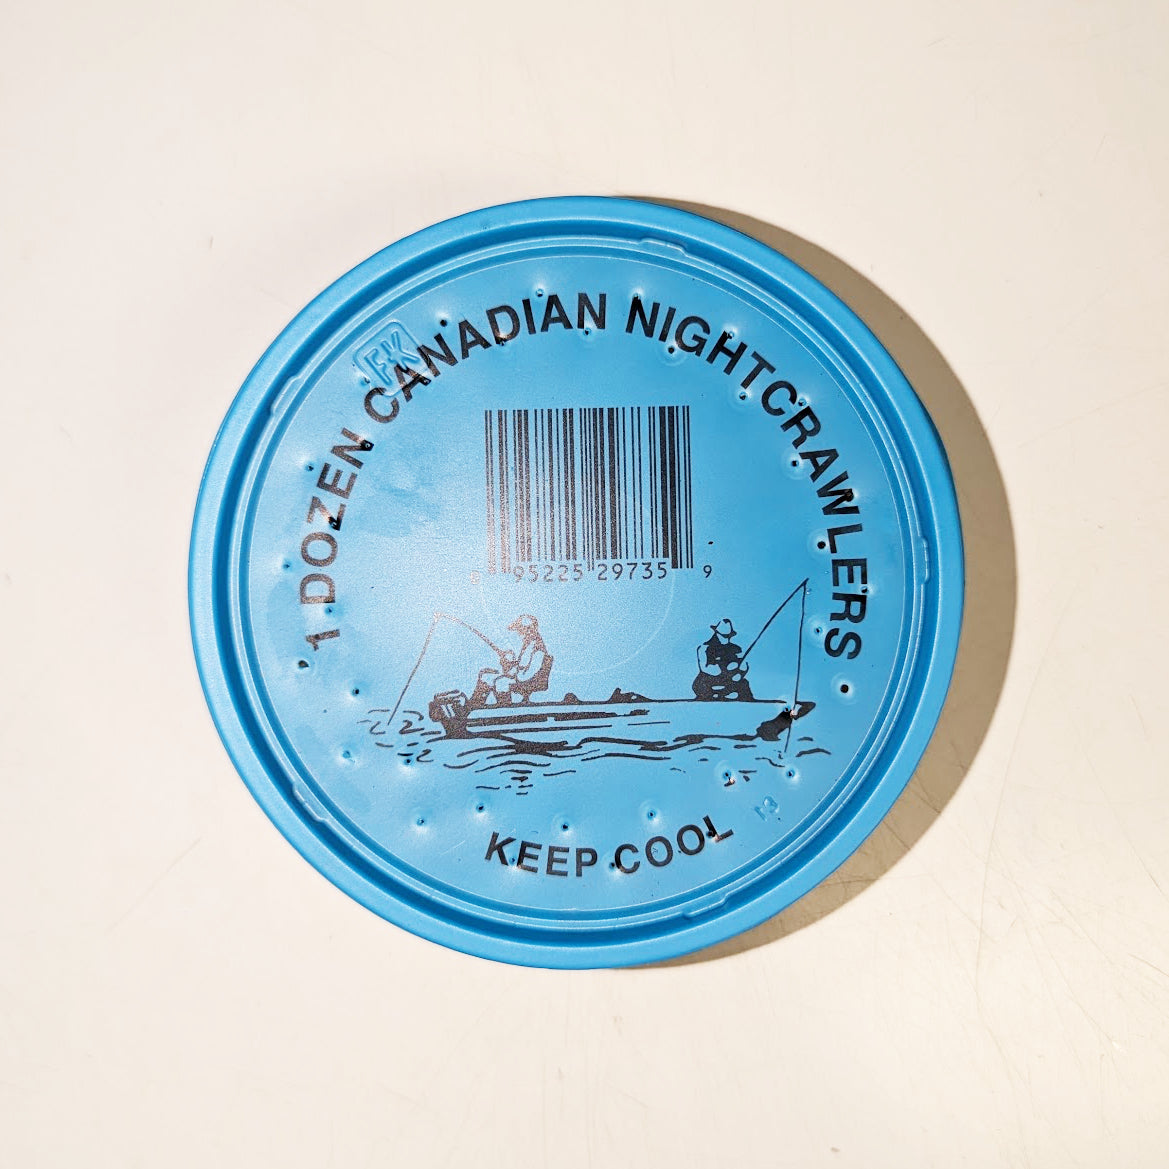 1 DOZEN CANADIAN NIGHTCRAWLERS
FK
95225 29735 9
KEEP COOL